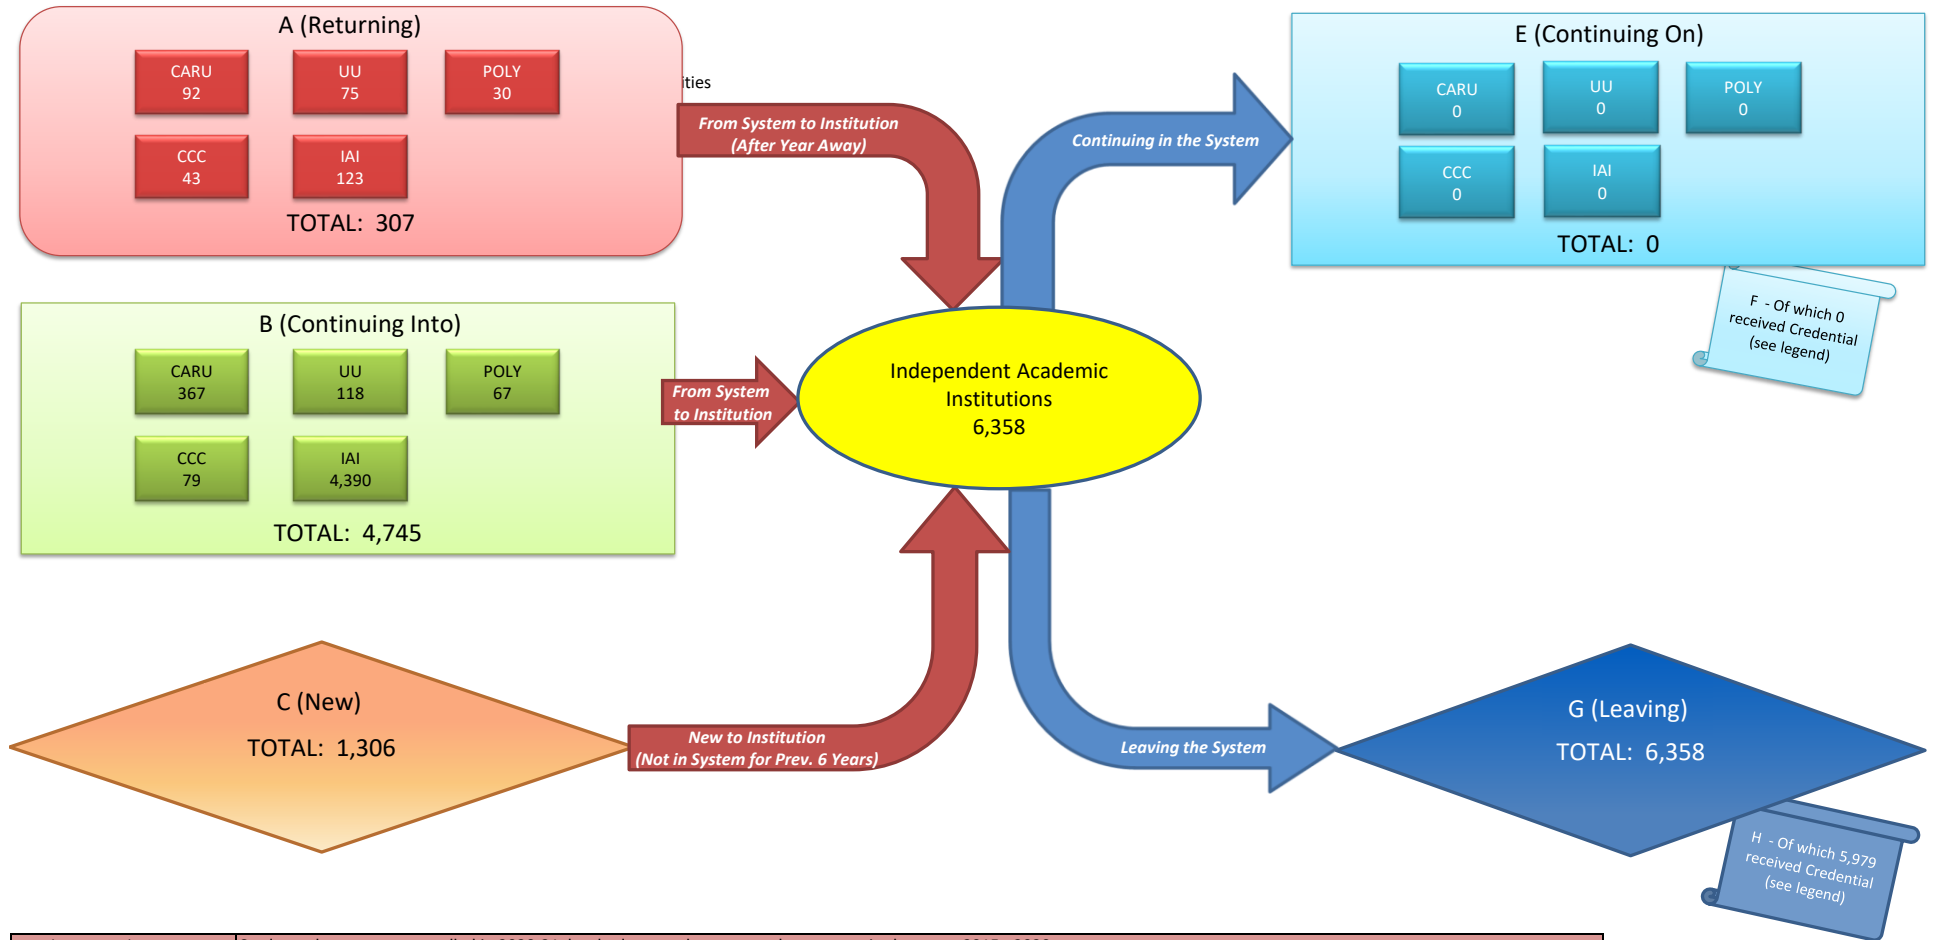 A (Returning)
CARU
92
UU
75
POLY
30
CCC
43
IAI
123
TOTAL: 307
ities
From System to Institution
(After Year Away)
Continuing in the System
E (Continuing On)
CARU
0
UU
0
POLY
0
CCC
0
IAI
0
TOTAL: 0
F - Of which 0
received Credential
(see legend)
B (Continuing Into)
CARU
367
UU
118
POLY
67
CCC
79
IAI
4,390
TOTAL: 4,745
From System
to Institution
Independent Academic
Institutions
6,358
C (New)
TOTAL: 1,306
New to Institution
(Not in System for Prev. 6 Years)
Leaving the System
G (Leaving)
TOTAL: 6,358
H - Of which 5,979
received Credential
(see legend)